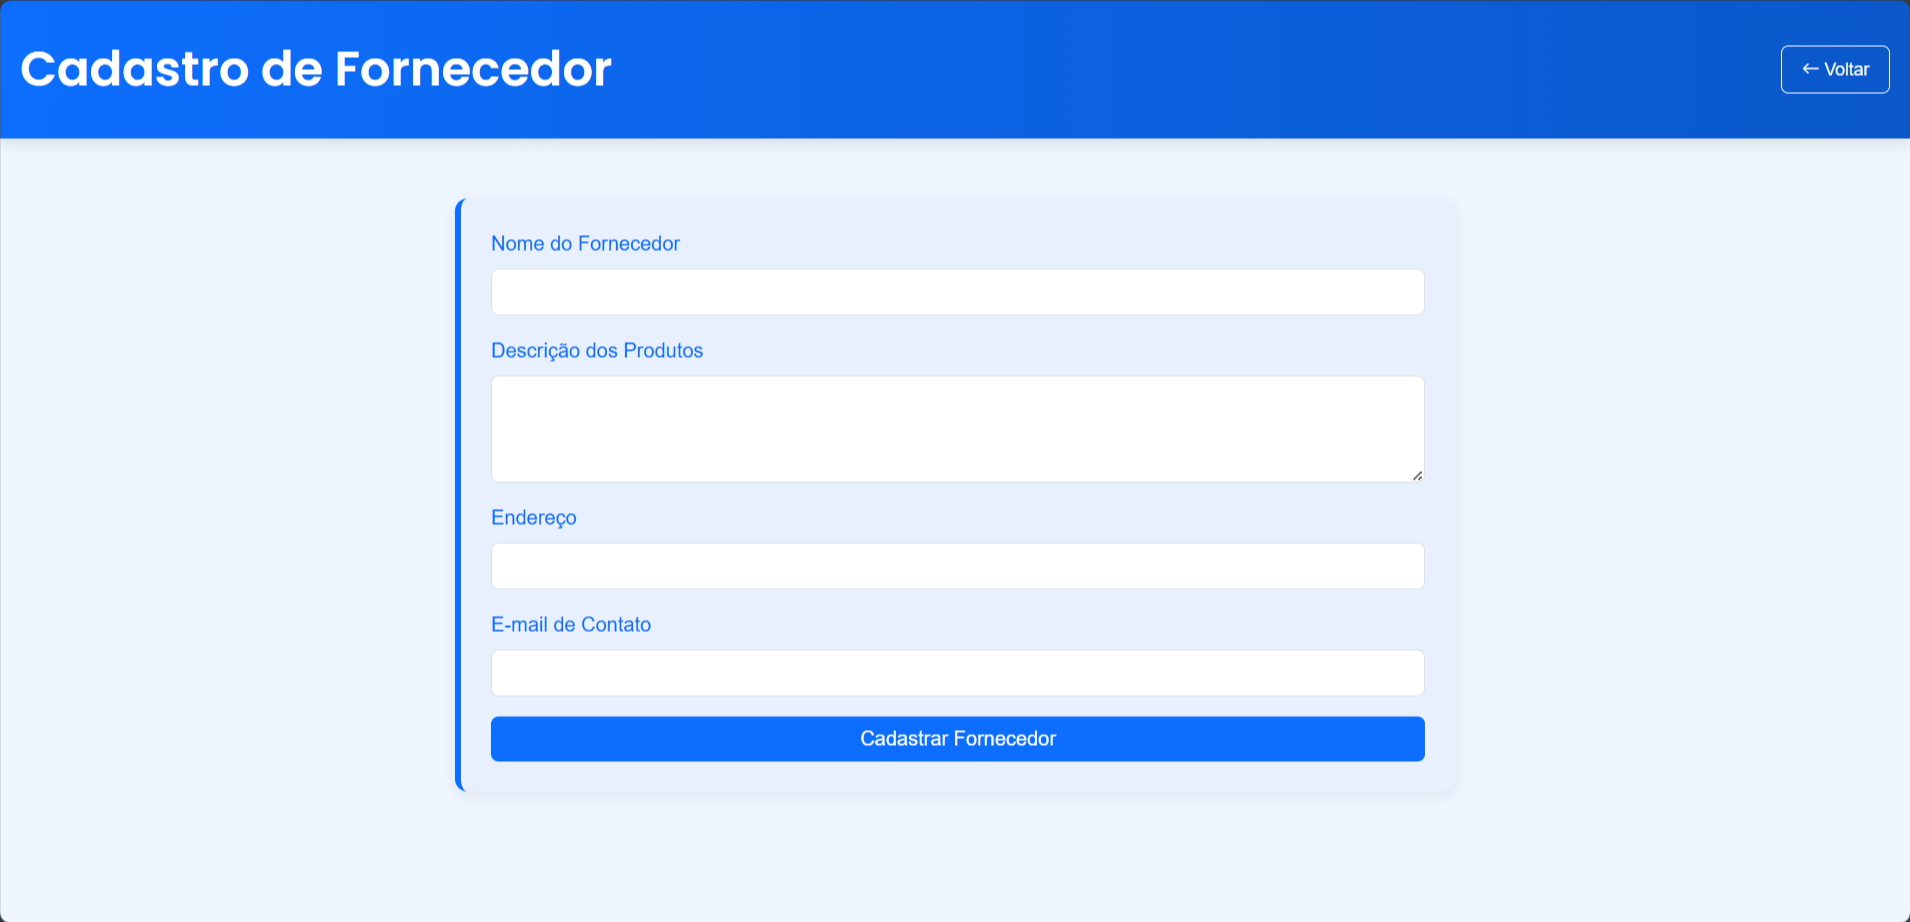 Cadastro de Fornecedor
← Voltar
Nome do Fornecedor
Descrição dos Produtos
Endereço
E-mail de Contato
Cadastrar Fornecedor